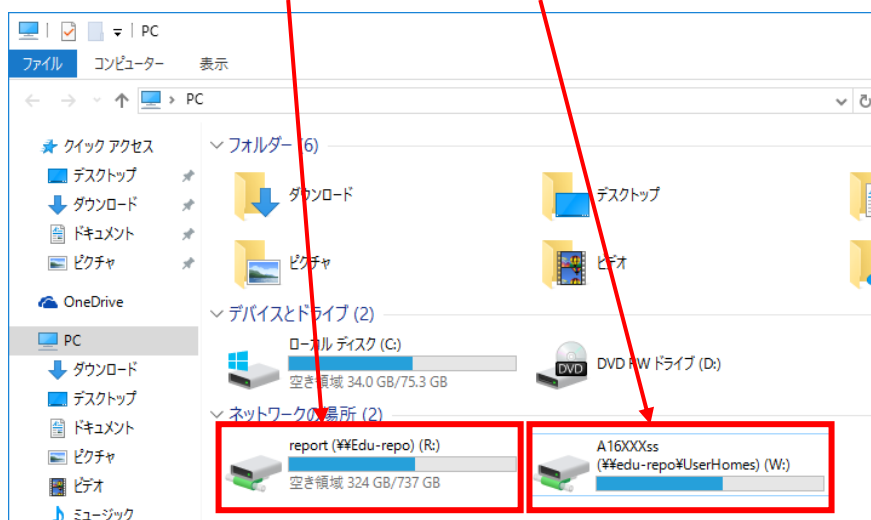 PC
ファイル コンピューター 表示
PC
クイック アクセス
デスクトップ
ダウンロード
ドキュメント
ピクチャ
OneDrive
PC
ダウンロード
デスクトップ
ドキュメント
ピクチャ
ビデオ
ミュージック
フォルダー (6)
ダウンロード
デスクトップ
ピクチャ
ビデオ
デバイスとドライブ (2)
ローカル ディスク (C:)
空き領域 34.0 GB/75.3 GB
DVD
DVD RW ドライブ (D:)
ネットワークの場所 (2)
report (¥¥Edu-repo) (R:)
空き領域 324 GB/737 GB
A16XXXss
(¥¥edu-repo¥UserHomes) (W:)